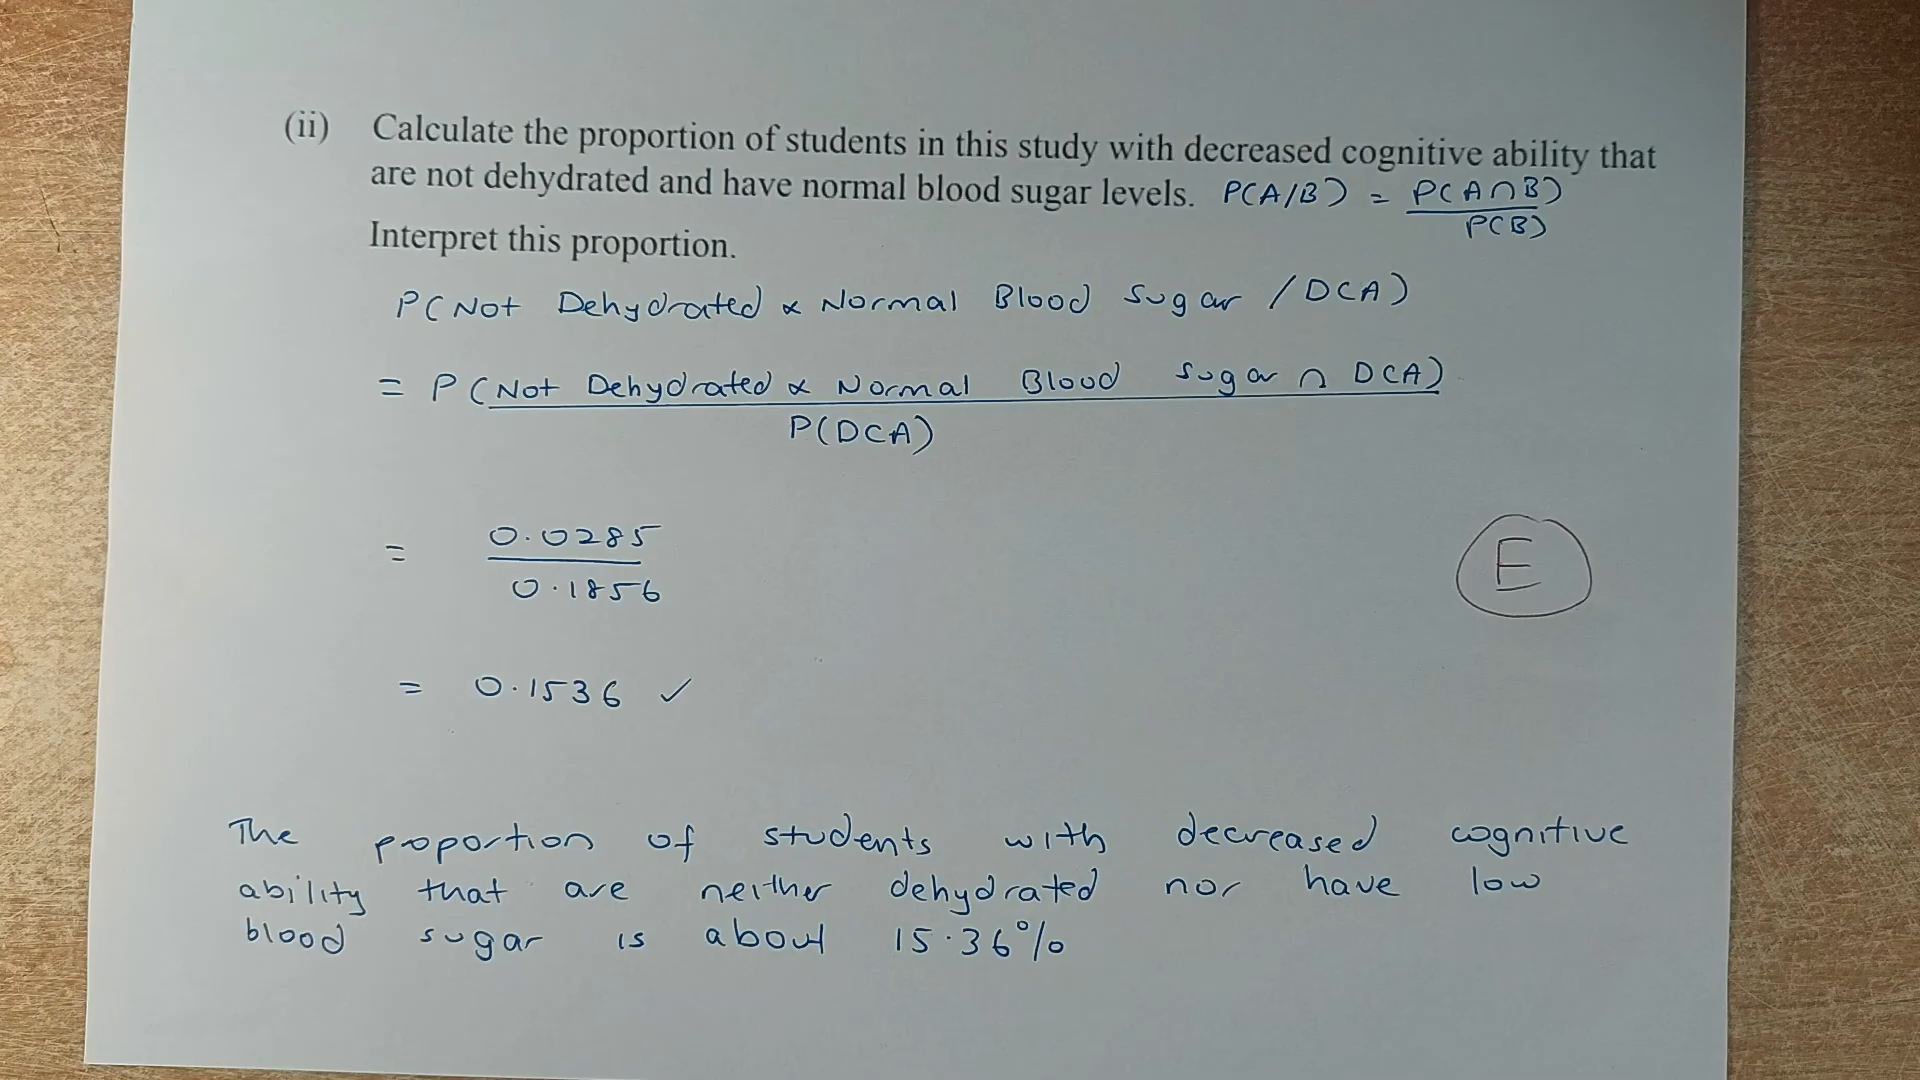 (ii) Calculate the proportion of students in this study with decreased cognitive ability that
are not dehydrated and have normal blood sugar levels. P(A/B) = P(A∩B)
P(B)
Interpret this proportion.
P(Not Dehydrated & Normal Blood Sugar /DCA)
= P(Not Dehydrated & Normal Blood Sugar ∩ DCA)
P(DCA)
= 0.0285
0.1856
E
= 0.1536 ✓
The proportion of students with decreased cognitive
ability that are neither dehydrated nor have low
blood sugar is about 15.36%